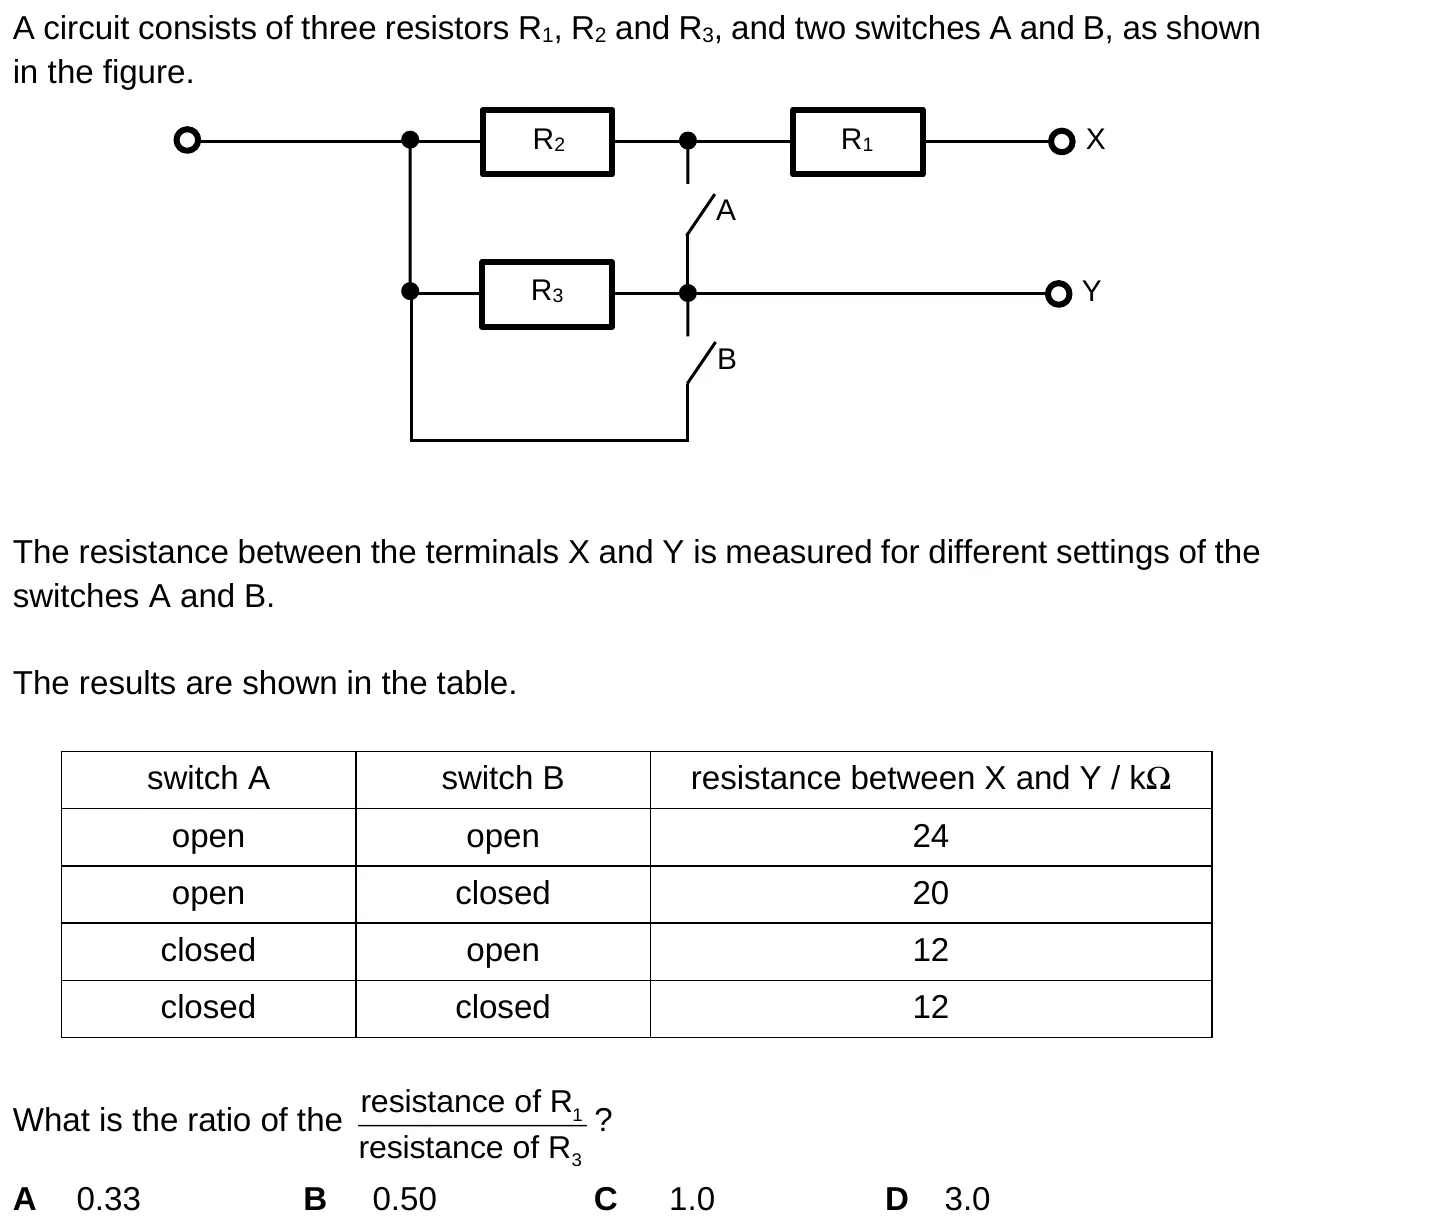 A circuit consists of three resistors R₁, R₂ and R₃, and two switches A and B, as shown
in the figure.
R₂
R₁
X
A
R₃
Y
B
The resistance between the terminals X and Y is measured for different settings of the
switches A and B.
The results are shown in the table.
switch A switch B resistance between X and Y / kΩ
open open 24
open closed 20
closed open 12
closed closed 12
What is the ratio of the resistance of R₁ / resistance of R₃ ?
A 0.33 B 0.50 C 1.0 D 3.0